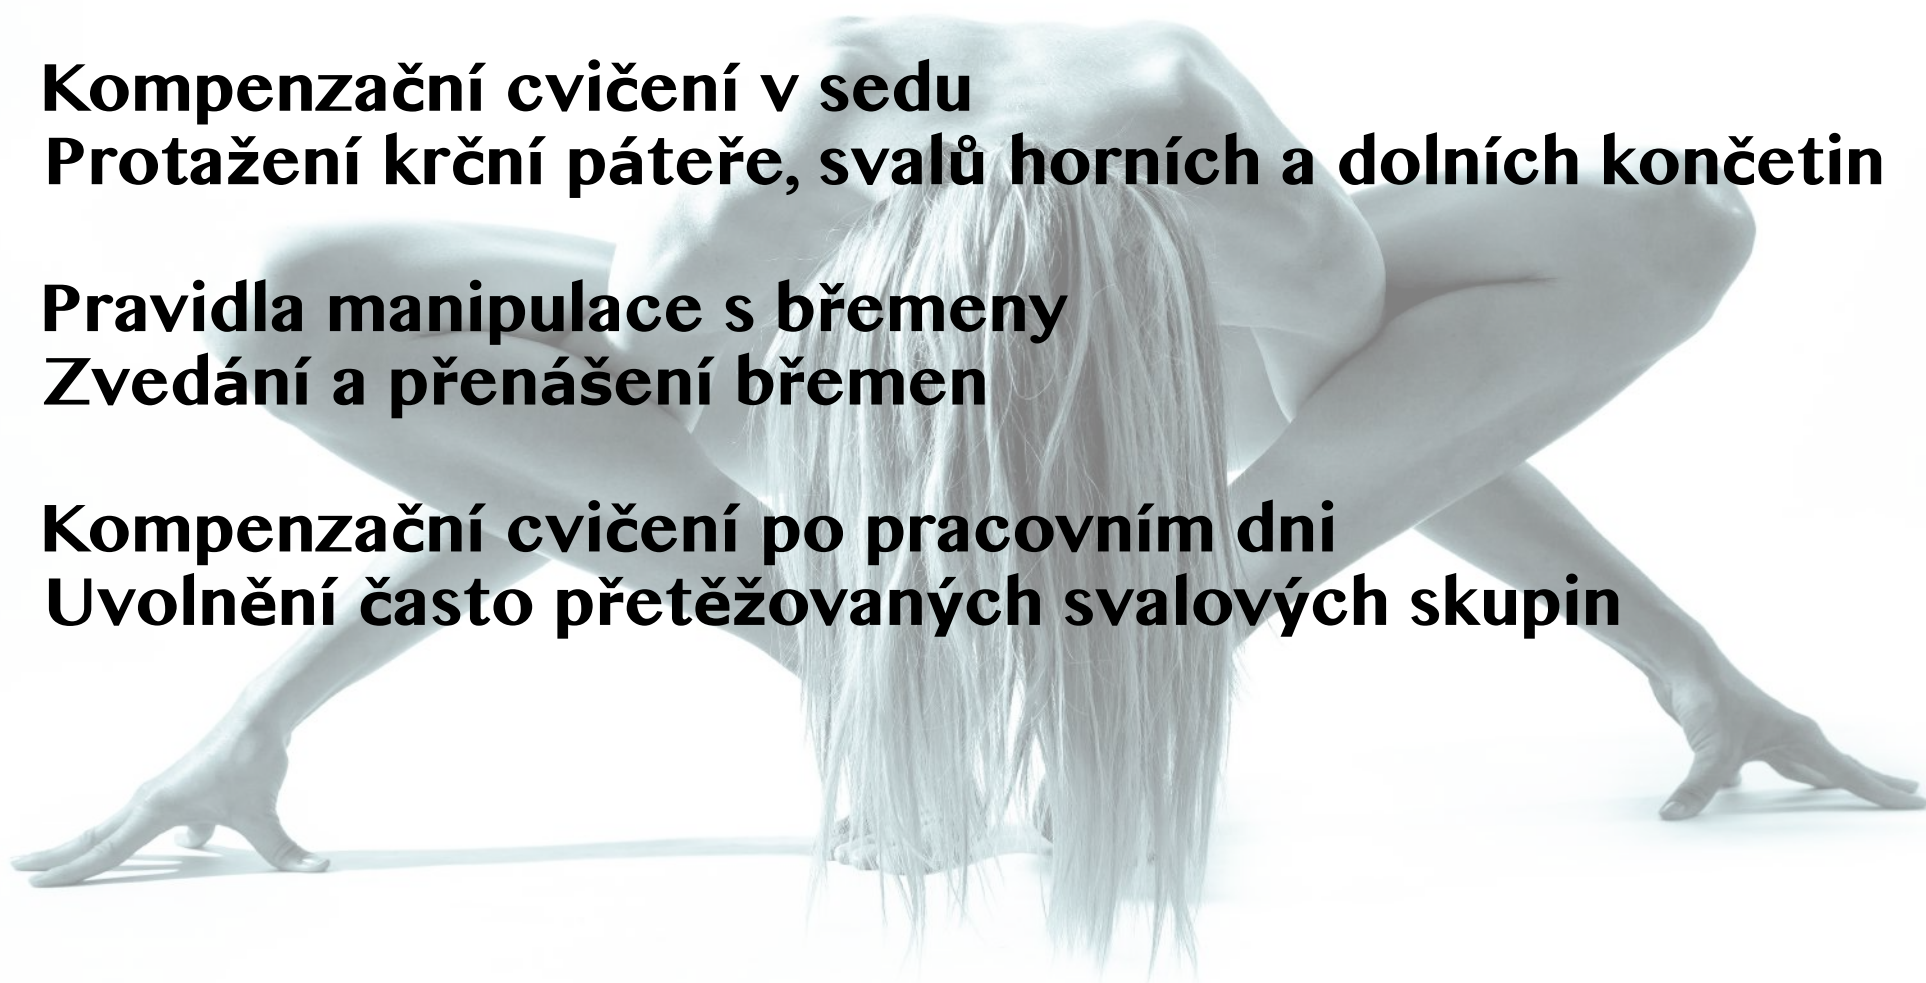 Kompenzační cvičení v sedu
Protažení krční páteře, svalů horních a dolních končetin
Pravidla manipulace s břemeny
Zvedání a přenášení břemen
Kompenzační cvičení po pracovním dni
Uvolnění často přetěžovaných svalových skupin